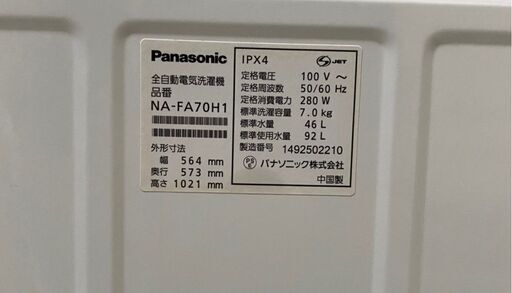 Panasonic
全自動電気洗濯機
品番
NA-FA70H1
外形寸法
幅 564 mm
奥行 573 mm
高さ 1021 mm
IPX4
JET
定格電圧 100 V ～
定格周波数 50/60 Hz
定格消費電力 280 W
標準洗濯容量 7.0 kg
標準水量 46 L
標準使用水量 92 L
製造番号 1492502210
PS E パナソニック株式会社
中国製